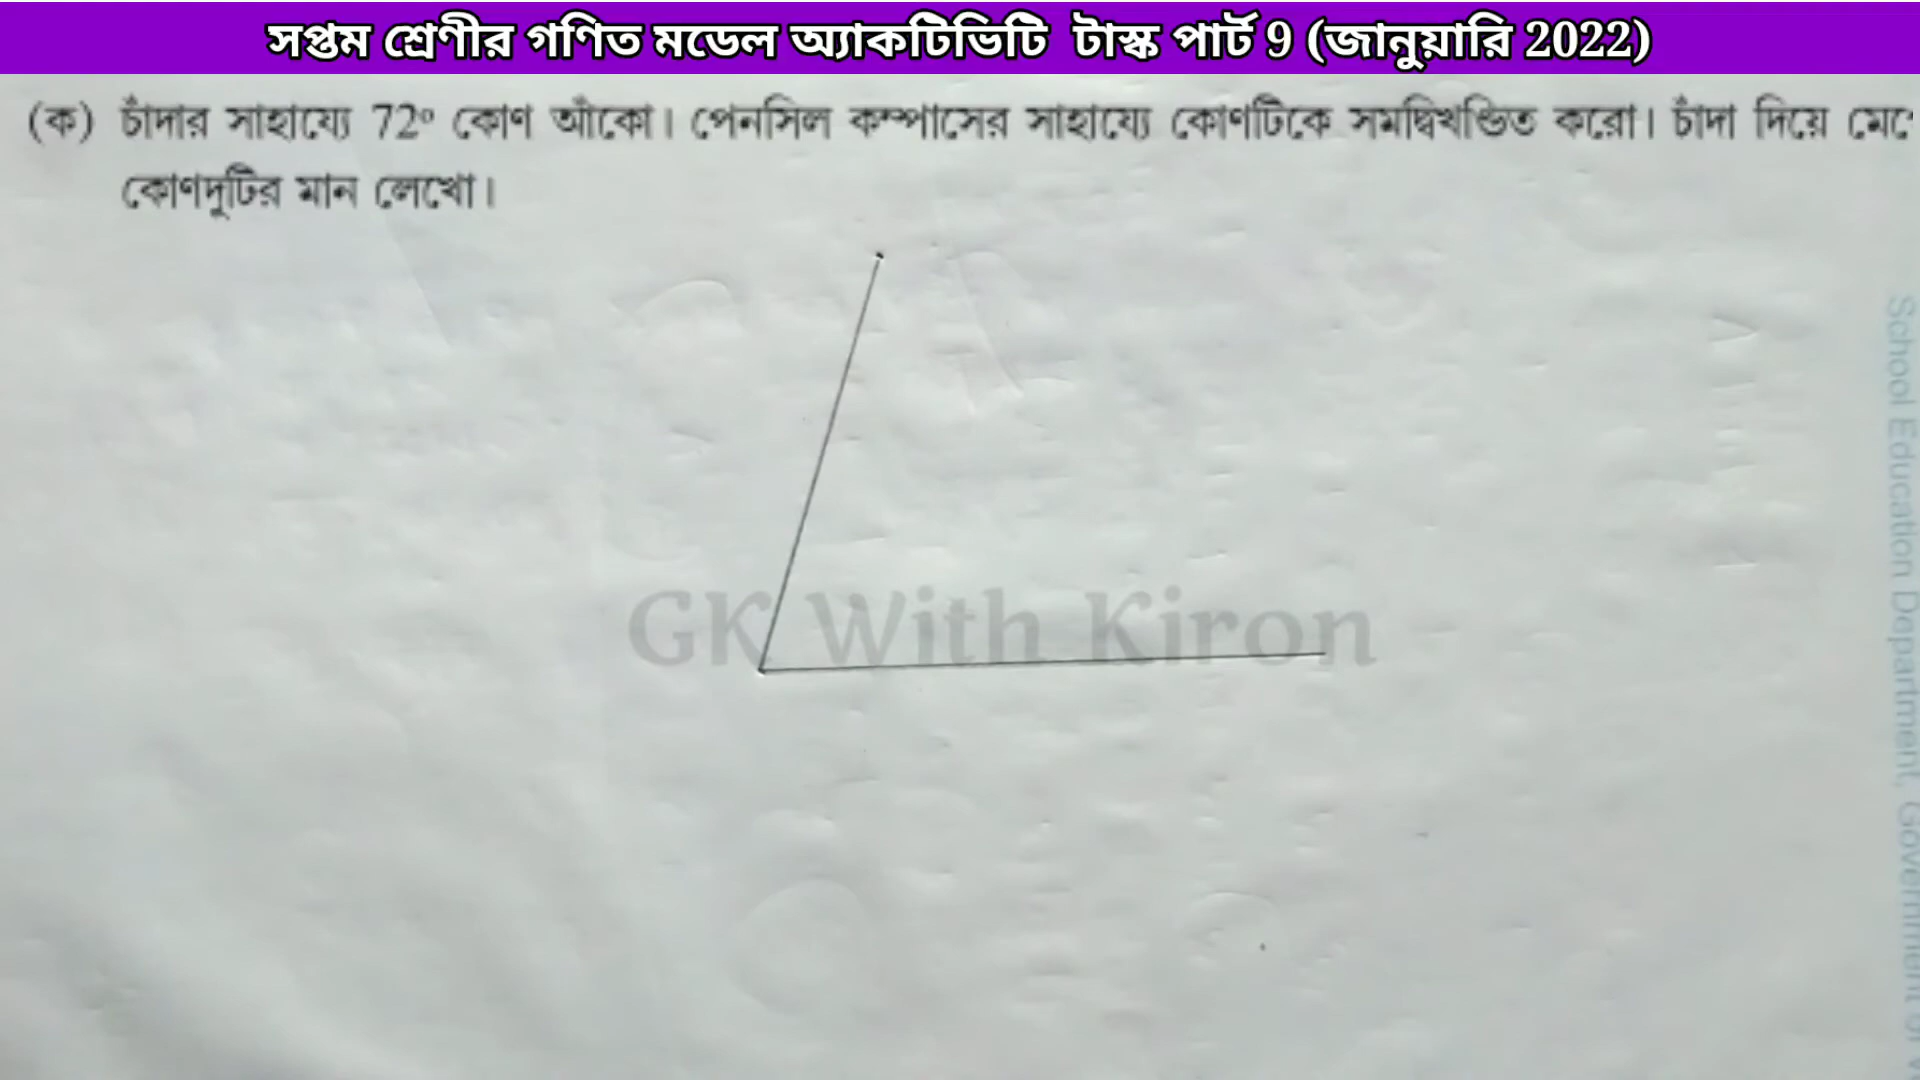 সপ্তম শ্রেণীর গণিত মডেল অ্যাকটিভিটি টাস্ক পার্ট 9 (জানুয়ারি 2022)
(ক) চাঁদার সাহায্যে 72° কোণ আঁকো। পেনসিল কম্পাসের সাহায্যে কোণটিকে সমদ্বিখণ্ডিত করো। চাঁদা দিয়ে
কোণদুটির মান লেখো।
GK With Kiron
School Education Department, Government of